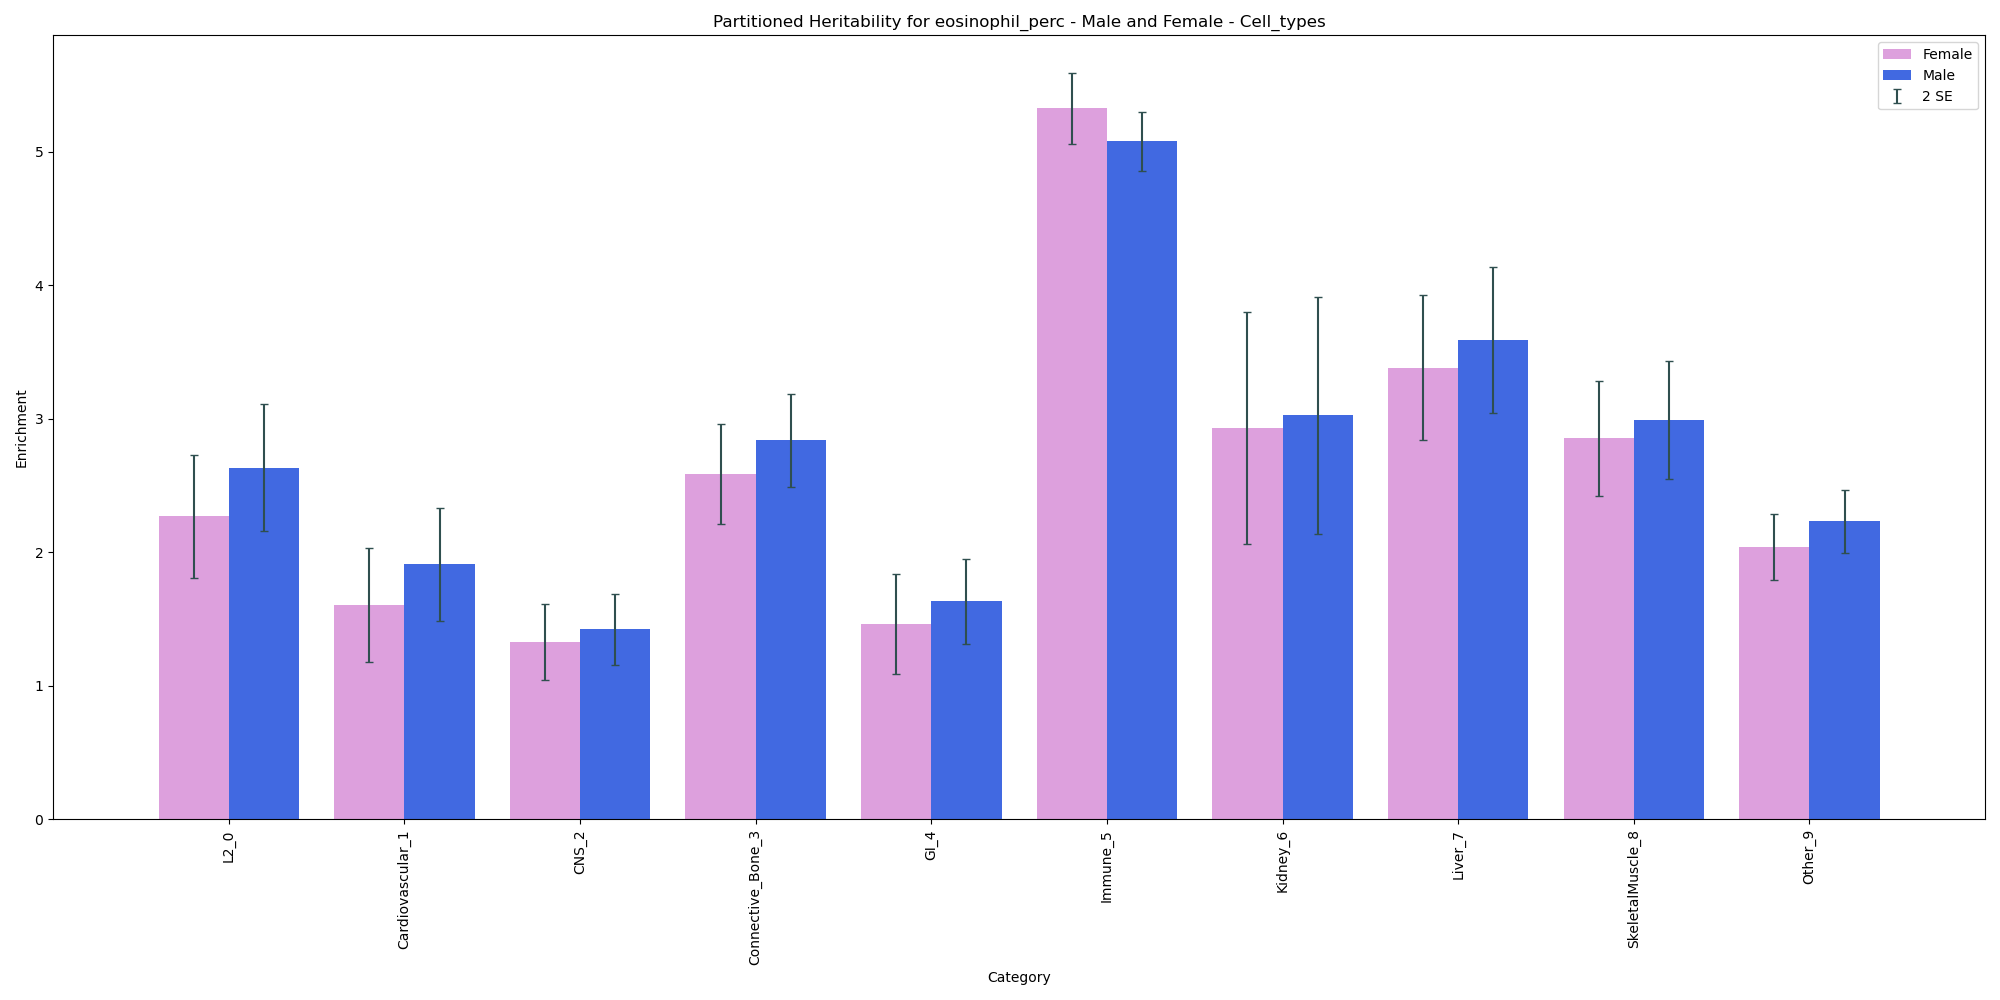 Partitioned Heritability for eosinophil_perc - Male and Female - Cell_types
Female
Male
2 SE
Enrichment
5
4
3
2
1
0
L2_0
Cardiovascular_1
CNS_2
Connective_Bone_3
GI_4
Immune_5
Kidney_6
Liver_7
SkeletalMuscle_8
Other_9
Category